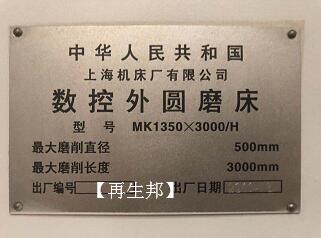 中华人民共和国
上海机床厂有限公司
数控外圆磨床
型号 MK1350×3000/H
最大磨削直径 500mm
最大磨削长度 3000mm
出厂编号【再生邦】出厂日期